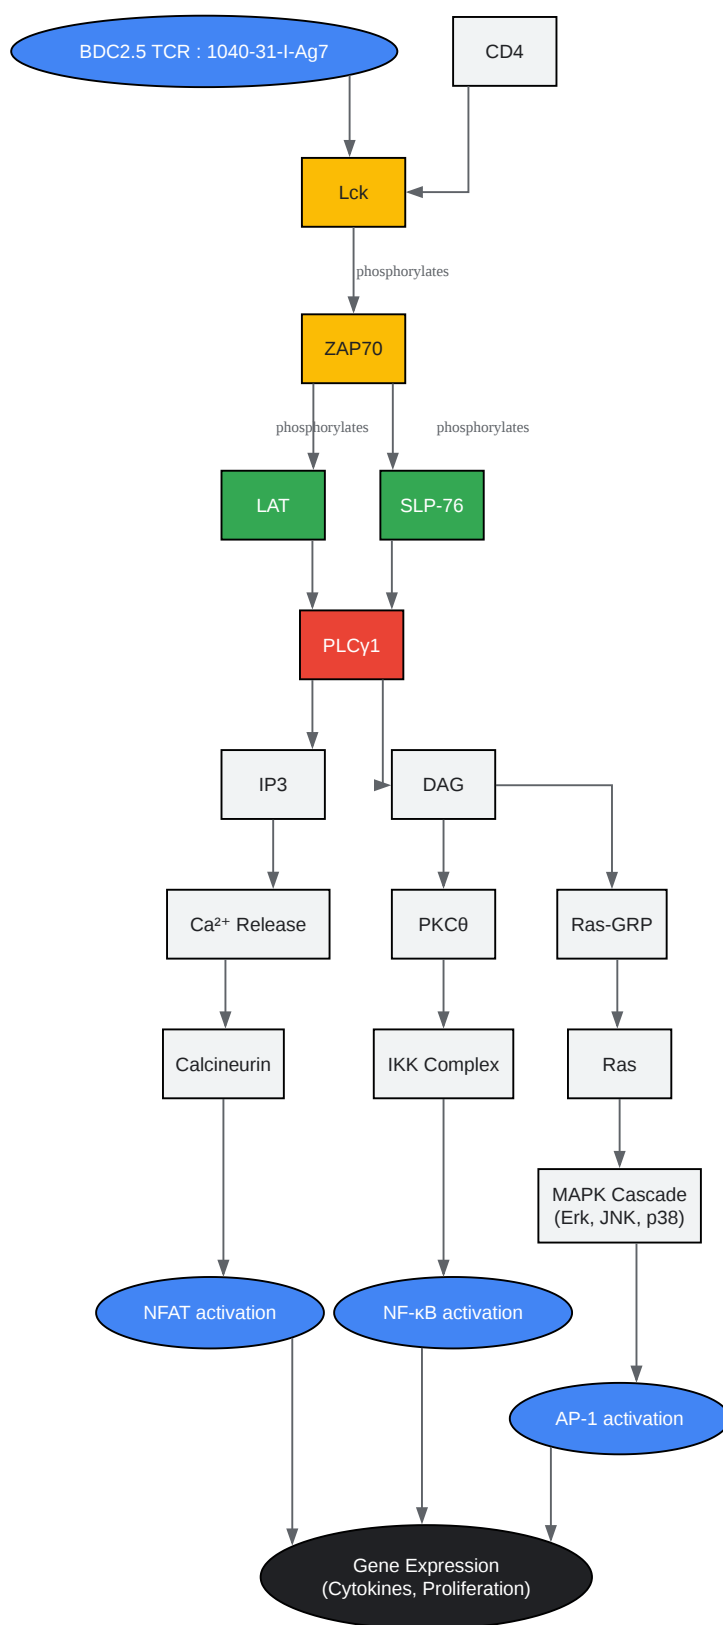 BDC2.5 TCR : 1040-31-I-Ag7
CD4
Lck
phosphorylates
ZAP70
phosphorylates
phosphorylates
LAT
SLP-76
PLCγ1
IP3
DAG
Ca²⁺ Release
PKCθ
Ras-GRP
Calcineurin
IKK Complex
Ras
MAPK Cascade
(Erk, JNK, p38)
NFAT activation
NF-κB activation
AP-1 activation
Gene Expression
(Cytokines, Proliferation)